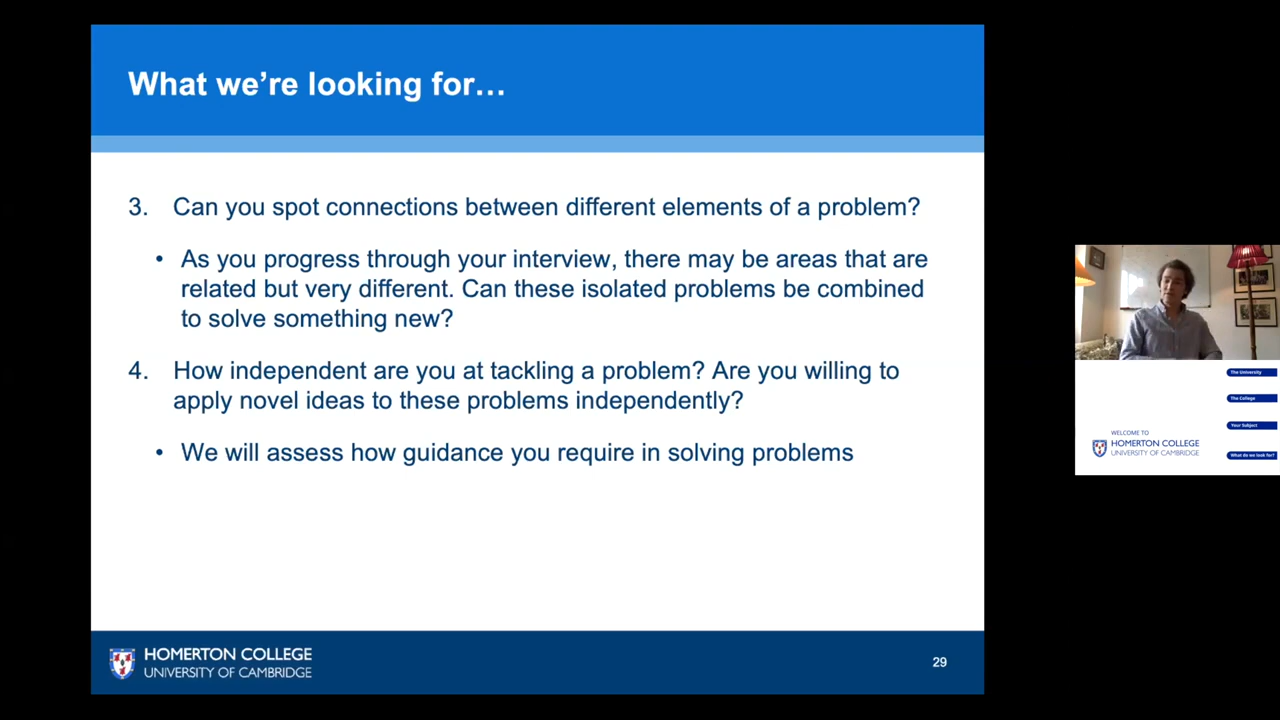 What we're looking for…
3. Can you spot connections between different elements of a problem?
• As you progress through your interview, there may be areas that are
related but very different. Can these isolated problems be combined
to solve something new?
4. How independent are you at tackling a problem? Are you willing to
apply novel ideas to these problems independently?
• We will assess how guidance you require in solving problems
HOMERTON COLLEGE
UNIVERSITY OF CAMBRIDGE
29
The University
The College
Your Subject
What do we look for?
WELCOME TO
HOMERTON COLLEGE
UNIVERSITY OF CAMBRIDGE